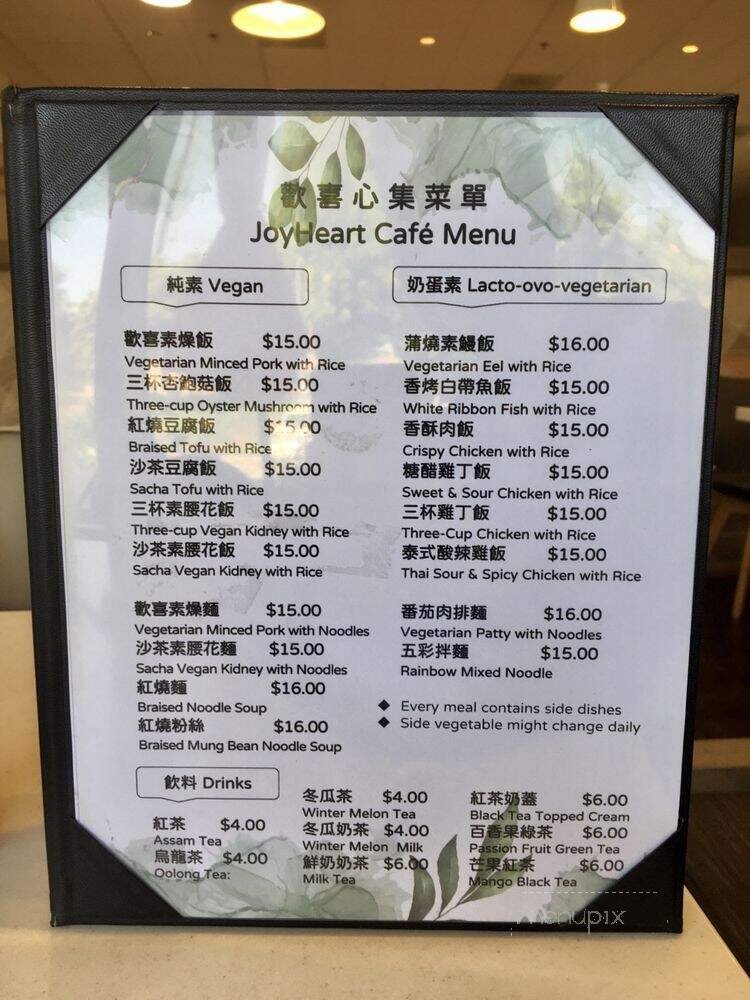 歡喜心集菜單
JoyHeart Café Menu
純素 Vegan
歡喜素燥飯 $15.00
Vegetarian Minced Pork with Rice
三杯杏鮑菇飯 $15.00
Three-cup Oyster Mushroom with Rice
紅燒豆腐飯 $15.00
Braised Tofu with Rice
沙茶豆腐飯 $15.00
Sacha Tofu with Rice
三杯素腰花飯 $15.00
Three-cup Vegan Kidney with Rice
沙茶素腰花飯 $15.00
Sacha Vegan Kidney with Rice
歡喜素燥麵 $15.00
Vegetarian Minced Pork with Noodles
沙茶素腰花麵 $15.00
Sacha Vegan Kidney with Noodles
紅燒麵 $16.00
Braised Noodle Soup
紅燒粉絲 $16.00
Braised Mung Bean Noodle Soup
奶蛋素 Lacto-ovo-vegetarian
蒲燒素鰻飯 $16.00
Vegetarian Eel with Rice
香烤白帶魚飯 $15.00
White Ribbon Fish with Rice
香酥肉飯 $15.00
Crispy Chicken with Rice
糖醋雞丁飯 $15.00
Sweet & Sour Chicken with Rice
三杯雞丁飯 $15.00
Three-Cup Chicken with Rice
泰式酸辣雞飯 $15.00
Thai Sour & Spicy Chicken with Rice
番茄肉排麵 $16.00
Vegetarian Patty with Noodles
五彩拌麵 $15.00
Rainbow Mixed Noodle
◆ Every meal contains side dishes
◆ Side vegetable might change daily
飲料 Drinks
紅茶 $4.00
Assam Tea
烏龍茶 $4.00
Oolong Tea:
冬瓜茶 $4.00
Winter Melon Tea
冬瓜奶茶 $4.00
Winter Melon Milk
鮮奶奶茶 $6.00
Milk Tea
紅茶奶蓋 $6.00
Black Tea Topped Cream
百香果綠茶 $6.00
Passion Fruit Green Tea
芒果紅茶 $6.00
Mango Black Tea
menupix